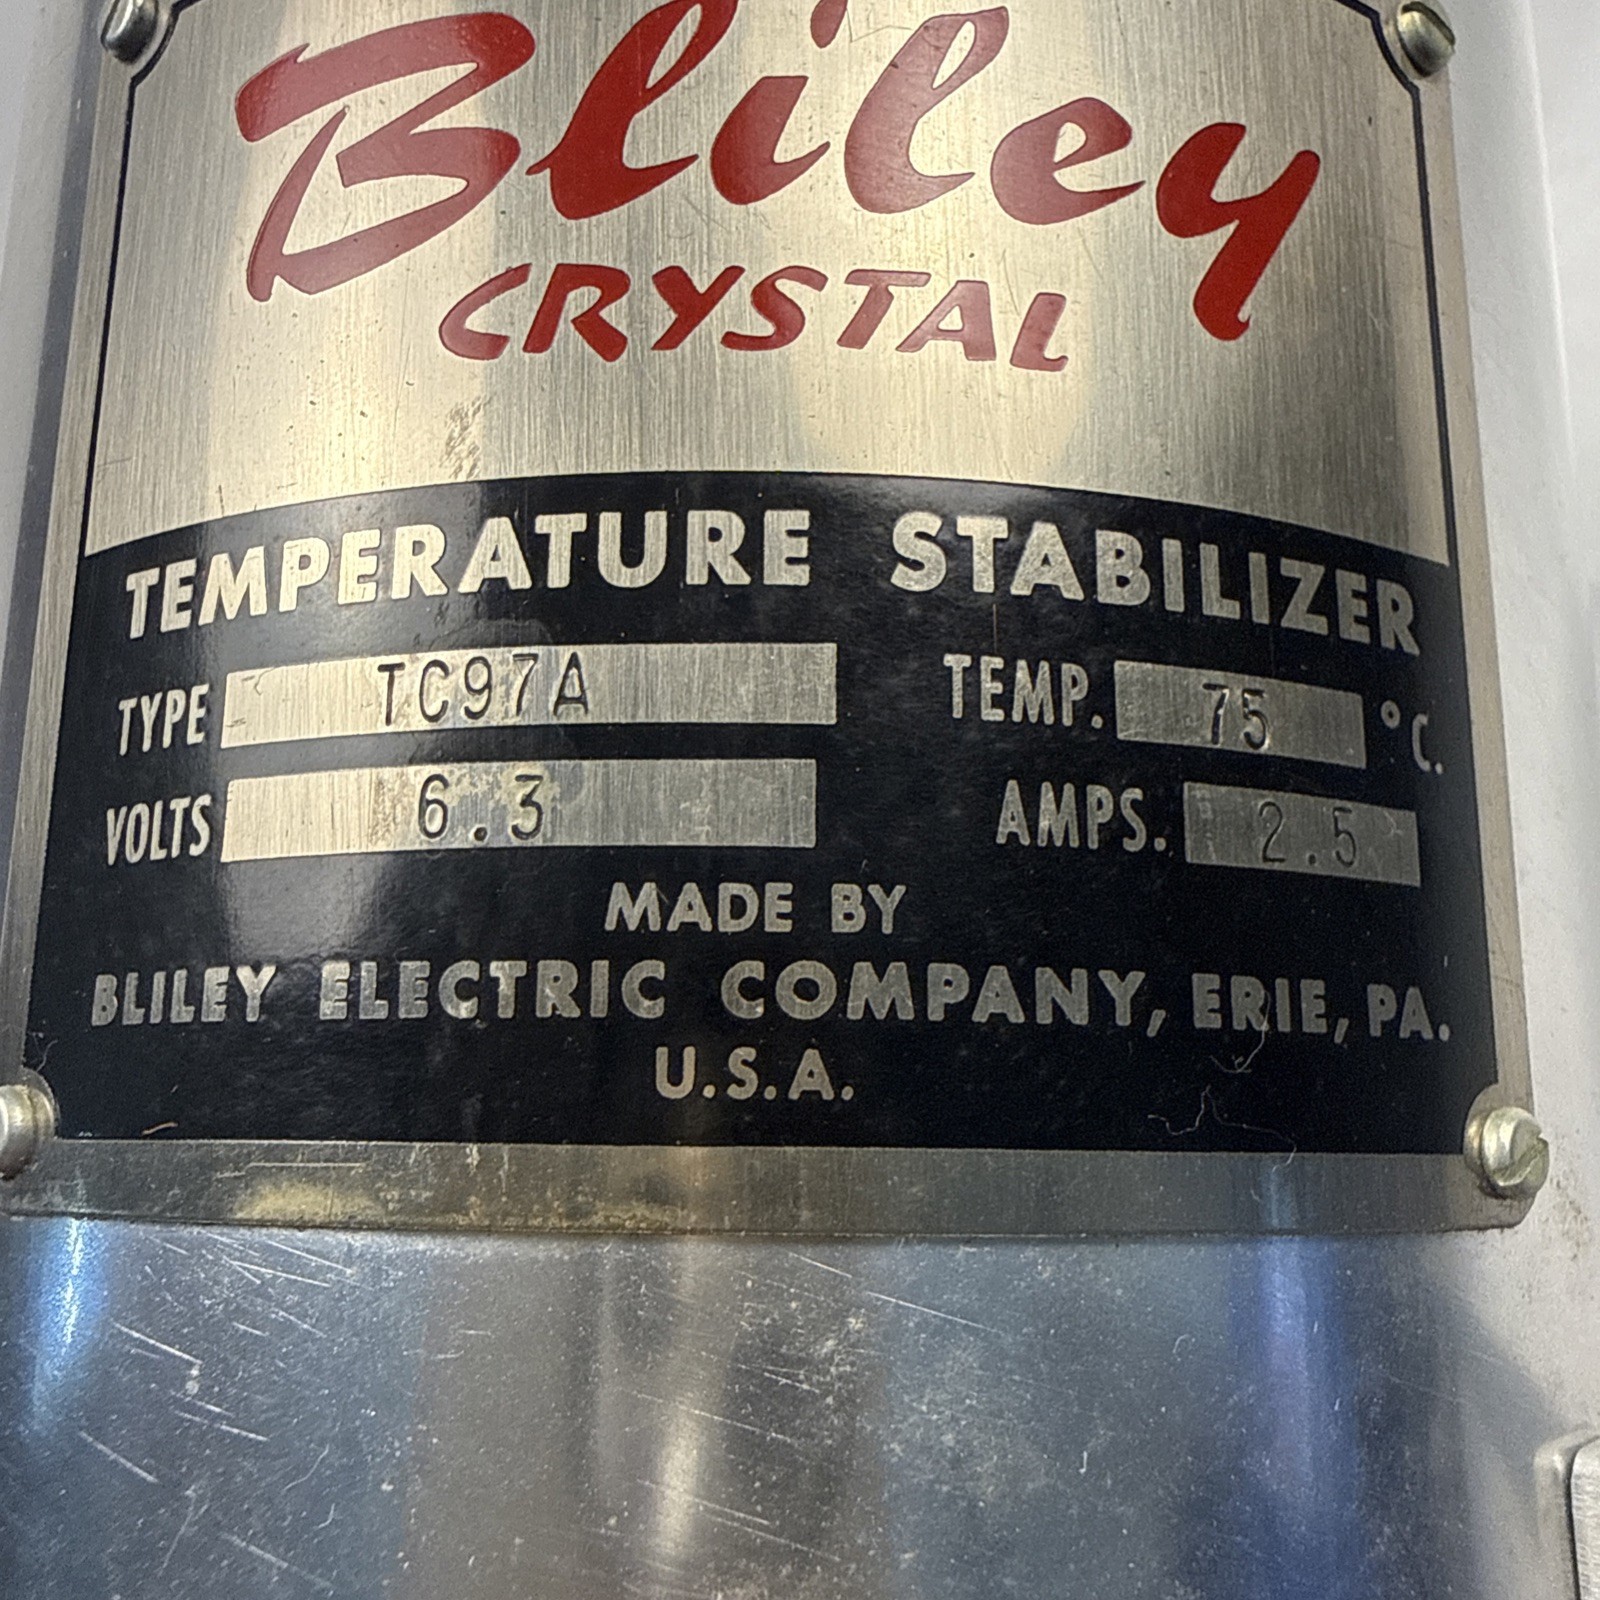 Bliley
CRYSTAL
TEMPERATURE STABILIZER
TYPE TC97A TEMP. 75 °C.
VOLTS 6.3 AMPS. 2.5
MADE BY
BLILEY ELECTRIC COMPANY, ERIE, PA.
U.S.A.